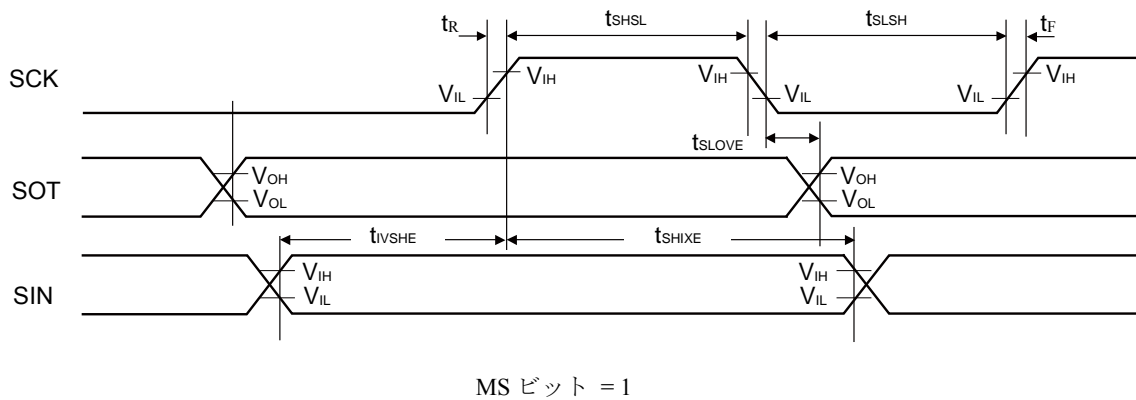 tR tSHSL tSLSH tF
SCK VIL VIH VIH VIL VIL VIH
tSLOVE
SOT VOH VOH
VOL VOL
tIVSHE tSHIXE
SIN VIH VIH
VIL VIL
MS ビット = 1